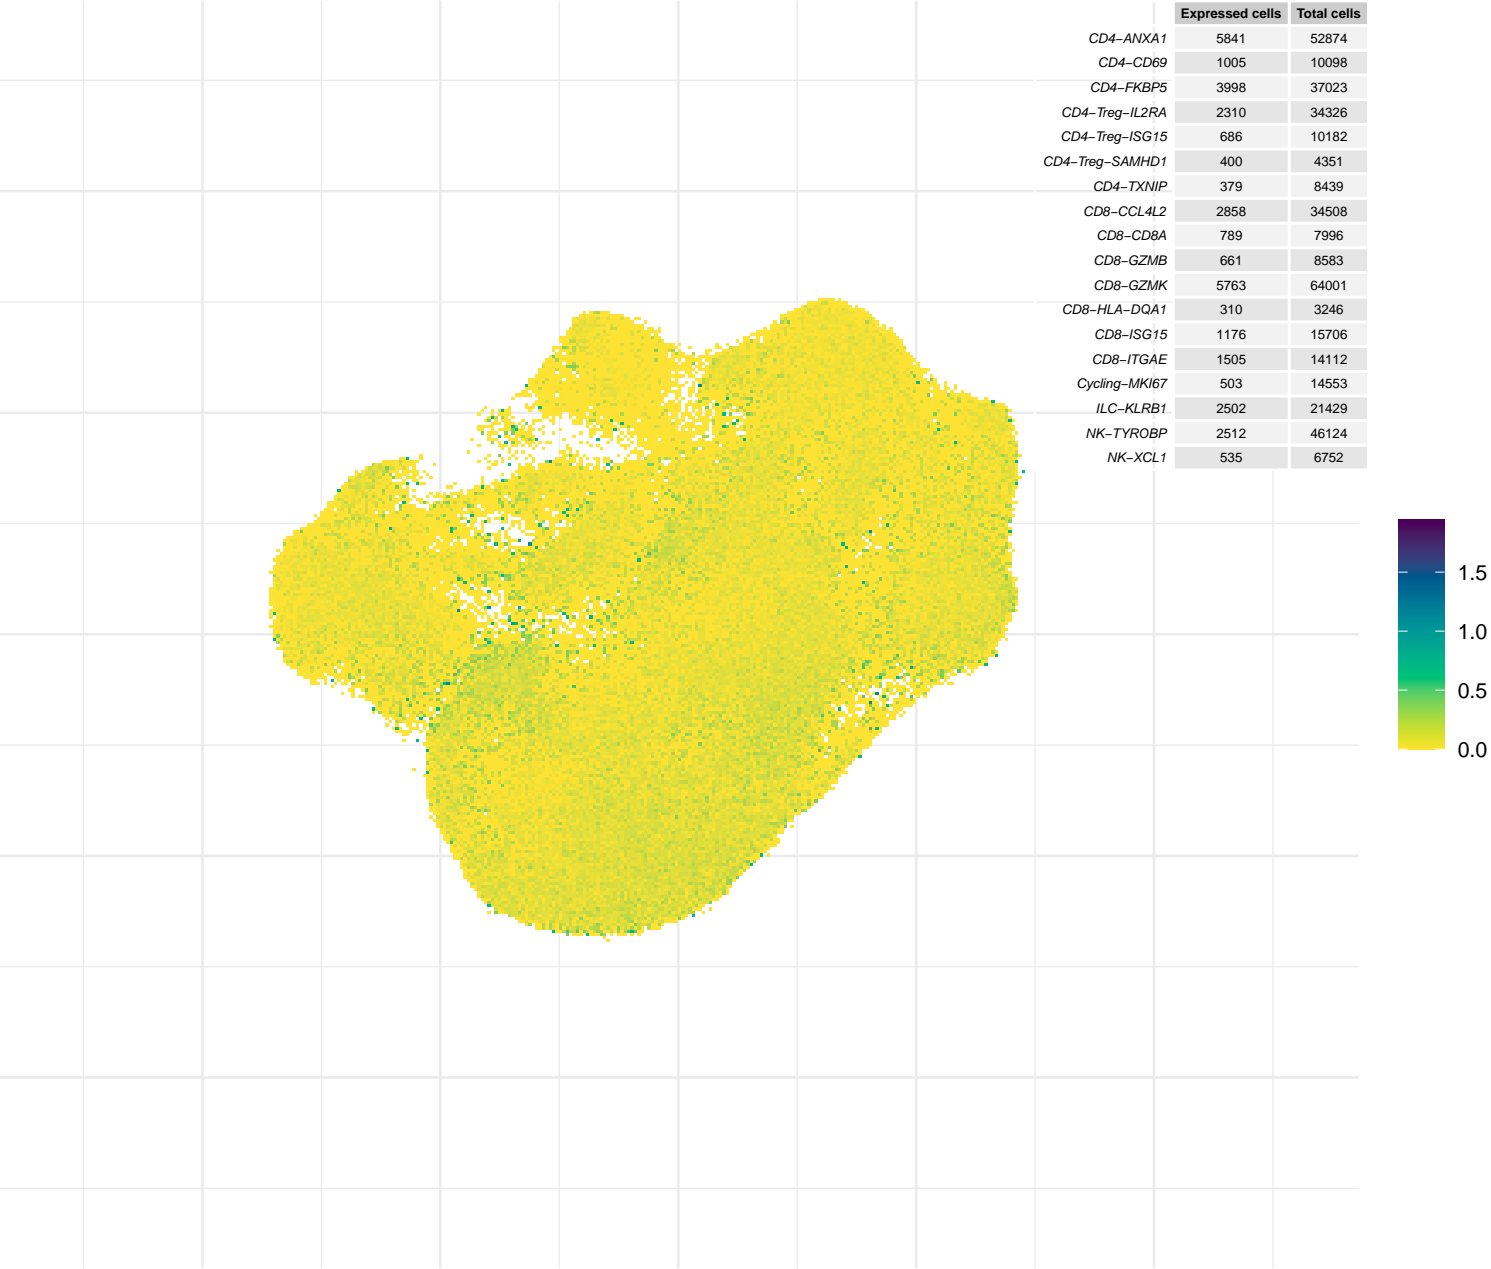 Expressed cells Total cells
CD4−ANXA1 5841 52874
CD4−CD69 1005 10098
CD4−FKBP5 3998 37023
CD4−Treg−IL2RA 2310 34326
CD4−Treg−ISG15 686 10182
CD4−Treg−SAMHD1 400 4351
CD4−TXNIP 379 8439
CD8−CCL4L2 2858 34508
CD8−CD8A 789 7996
CD8−GZMB 661 8583
CD8−GZMK 5763 64001
CD8−HLA−DQA1 310 3246
CD8−ISG15 1176 15706
CD8−ITGAE 1505 14112
Cycling−MKI67 503 14553
ILC−KLRB1 2502 21429
NK−TYROBP 2512 46124
NK−XCL1 535 6752
1.5
1.0
0.5
0.0